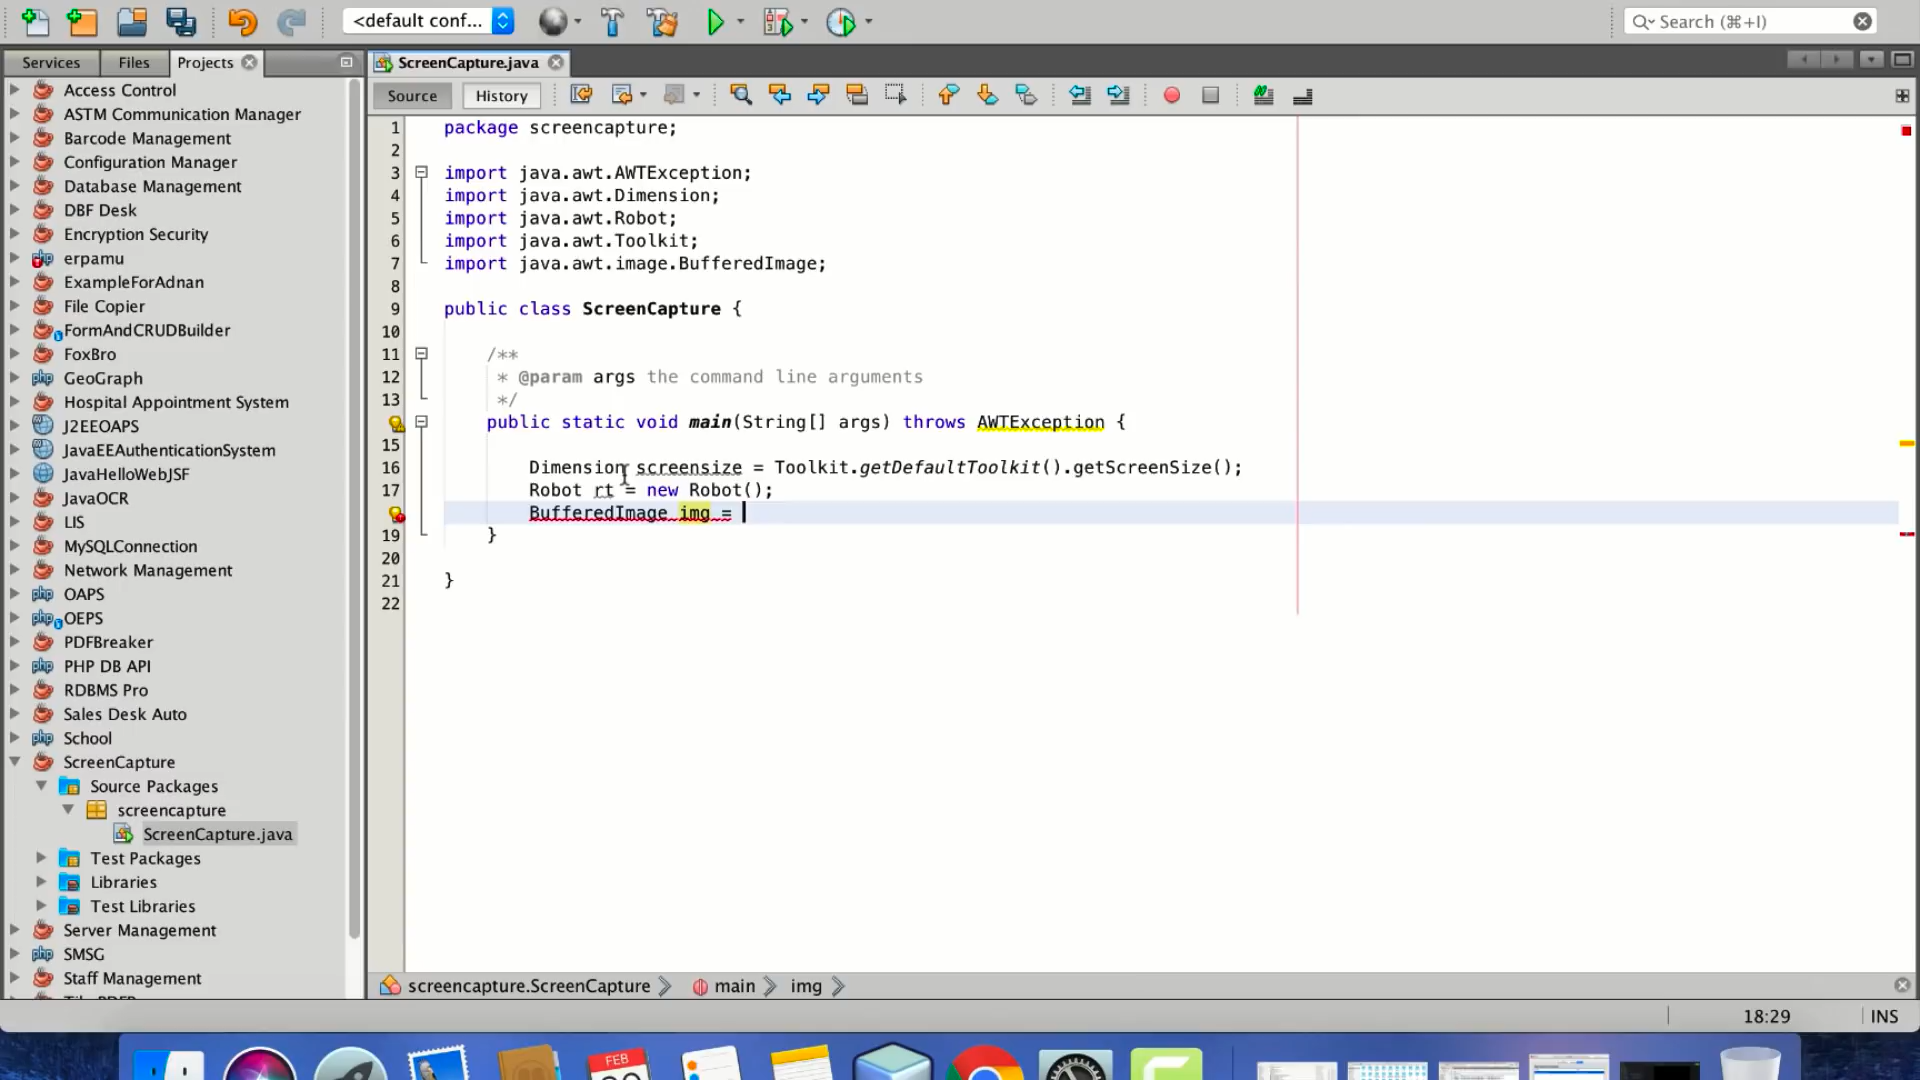 <default conf...
Search (⌘+I)
Services
Files
Projects
ScreenCapture.java
Source
History
Access Control
ASTM Communication Manager
Barcode Management
Configuration Manager
Database Management
DBF Desk
Encryption Security
erpamu
ExampleForAdnan
File Copier
FormAndCRUDBuilder
FoxBro
GeoGraph
Hospital Appointment System
J2EEOAPS
JavaEEAuthenticationSystem
JavaHelloWebJSF
JavaOCR
LIS
MySQLConnection
Network Management
OAPS
OEPS
PDFBreaker
PHP DB API
RDBMS Pro
Sales Desk Auto
School
ScreenCapture
Source Packages
screencapture
ScreenCapture.java
Test Packages
Libraries
Test Libraries
Server Management
SMSG
Staff Management
1 package screencapture;
2
3 import java.awt.AWTException;
4 import java.awt.Dimension;
5 import java.awt.Robot;
6 import java.awt.Toolkit;
7 import java.awt.image.BufferedImage;
8
9 public class ScreenCapture {
10
11 /**
12 * @param args the command line arguments
13 */
public static void main(String[] args) throws AWTException {
15
16 Dimension screensize = Toolkit.getDefaultToolkit().getScreenSize();
17 Robot rt = new Robot();
BufferedImage img =
19 }
20
21 }
22
screencapture.ScreenCapture
main
img
18:29
INS
FEB